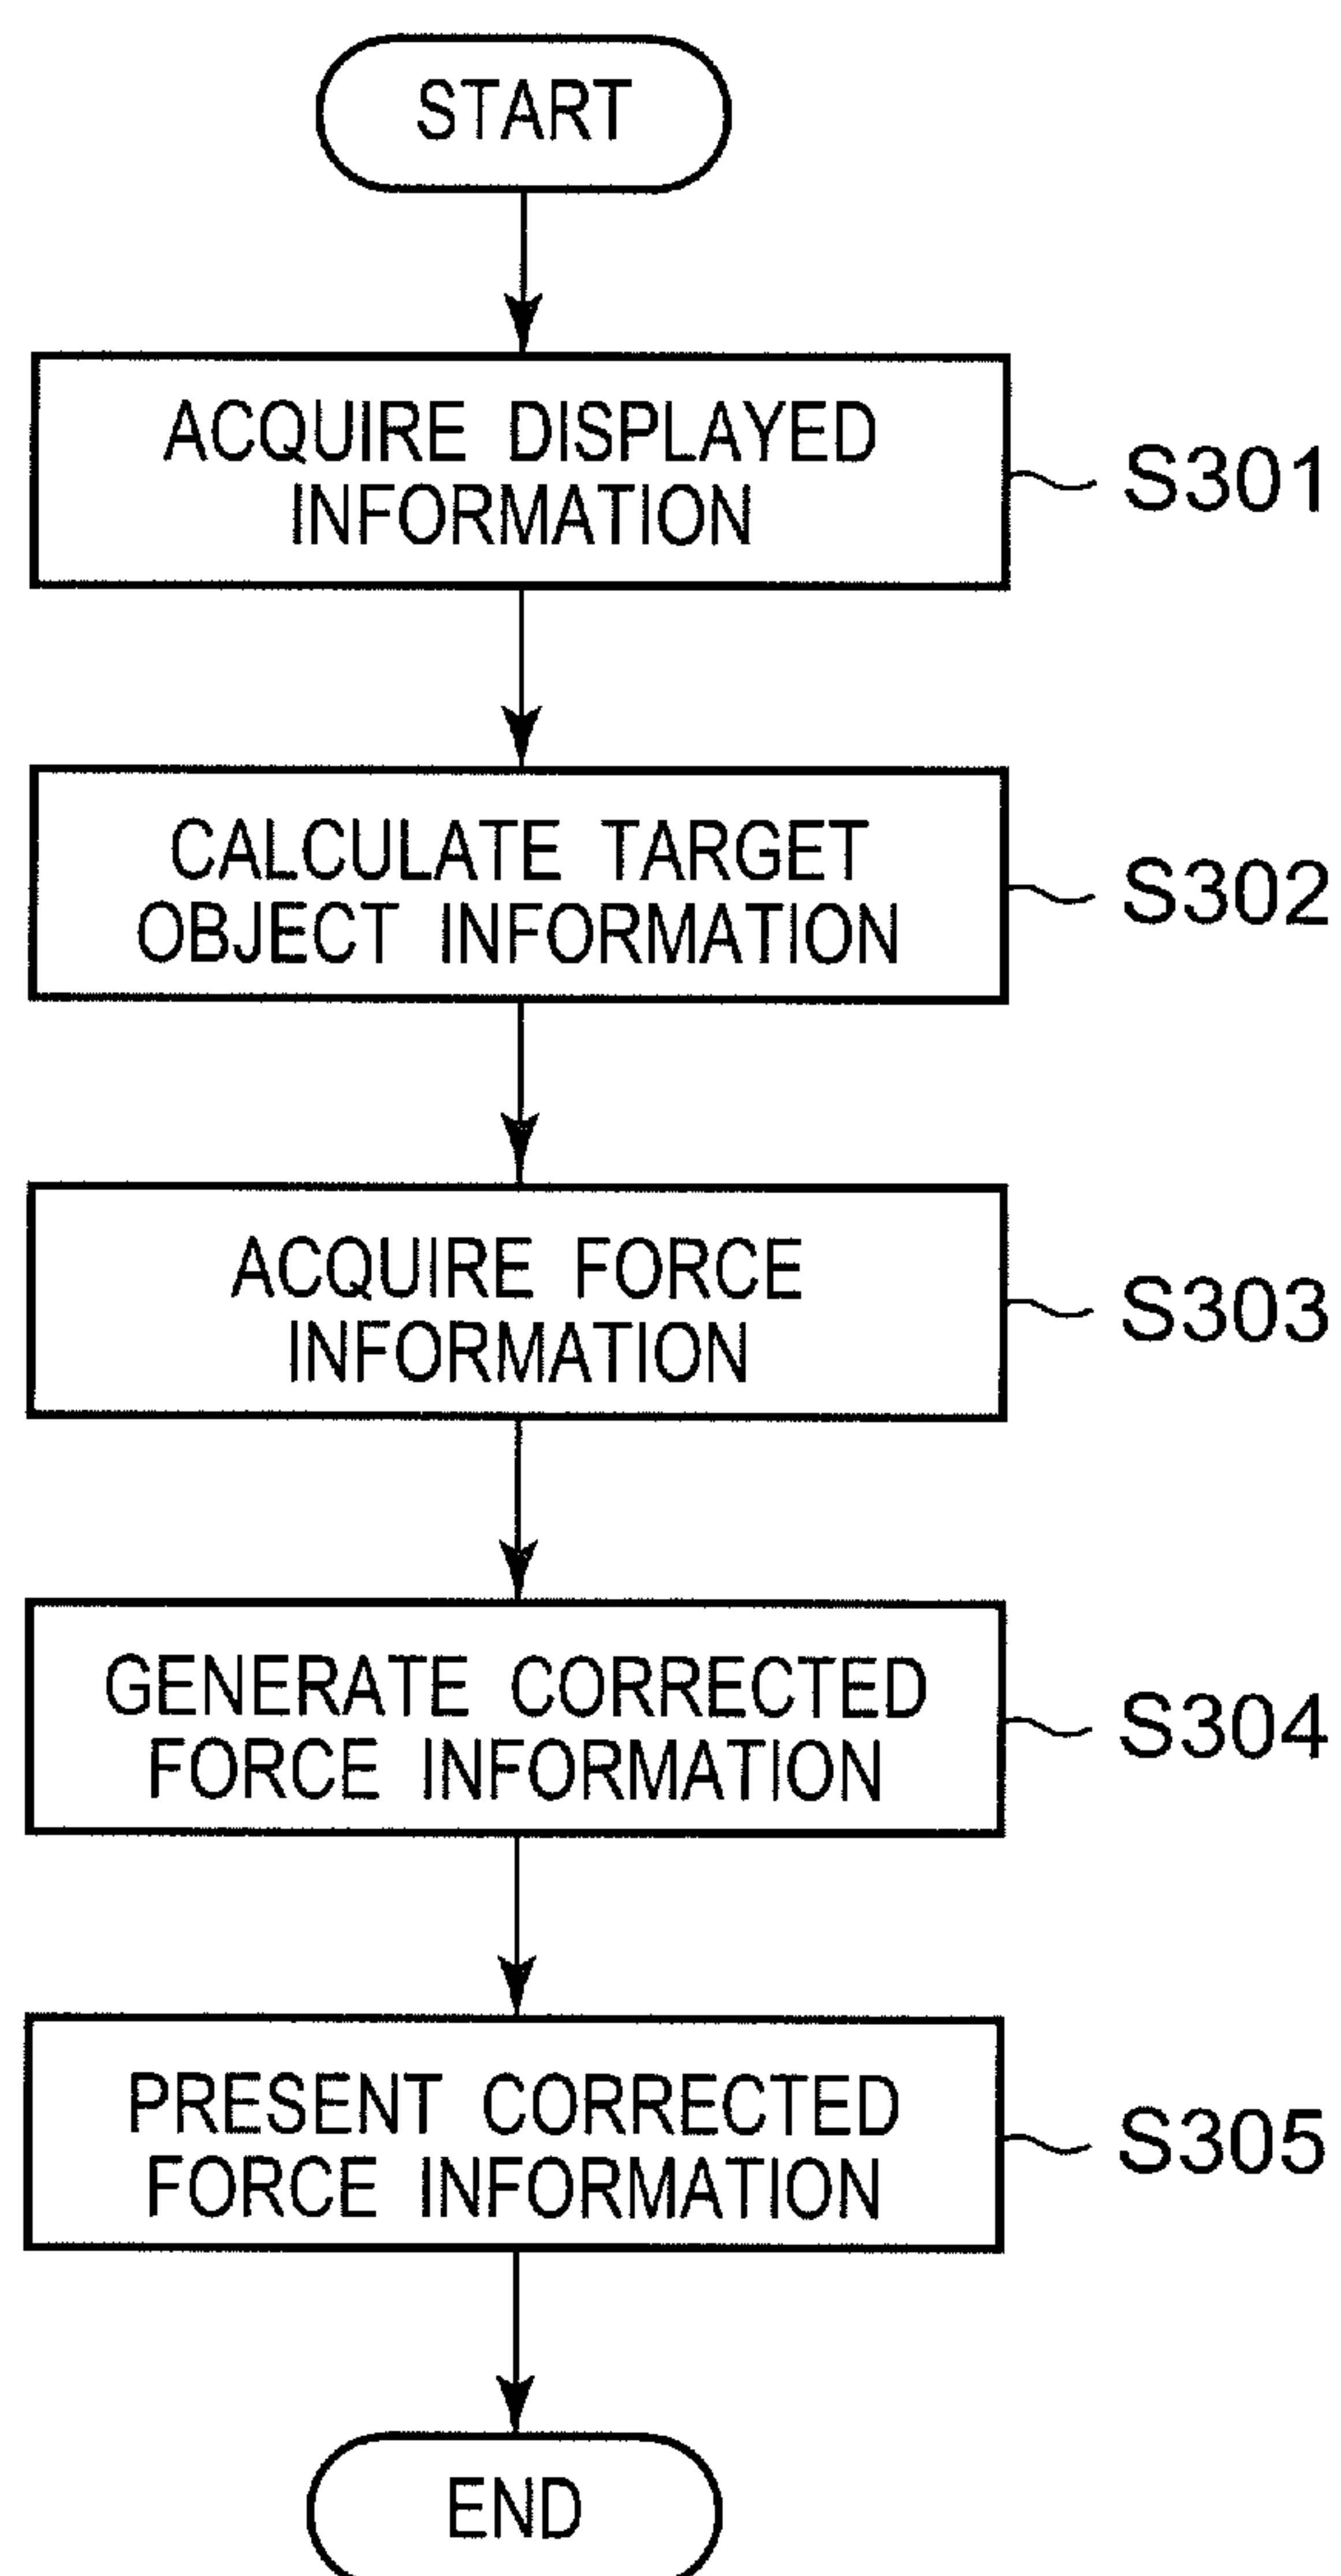 START
ACQUIRE DISPLAYED
INFORMATION
S301
CALCULATE TARGET
OBJECT INFORMATION
S302
ACQUIRE FORCE
INFORMATION
S303
GENERATE CORRECTED
FORCE INFORMATION
S304
PRESENT CORRECTED
FORCE INFORMATION
S305
END